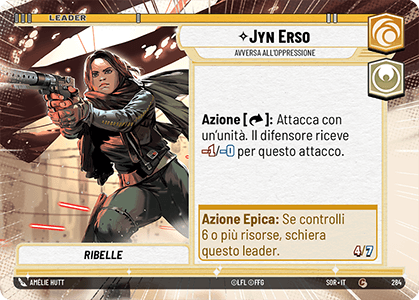 LEADER
✧JYN ERSO
AVVERSA ALL'OPPRESSIONE
Azione [↷]: Attacca con
un'unità. Il difensore riceve
-1/-0 per questo attacco.
Azione Epica: Se controlli
6 o più risorse, schiera
questo leader.
4/7
RIBELLE
AMÉLIE HUTT
©LFL ©FFG
SOR • IT
C
284